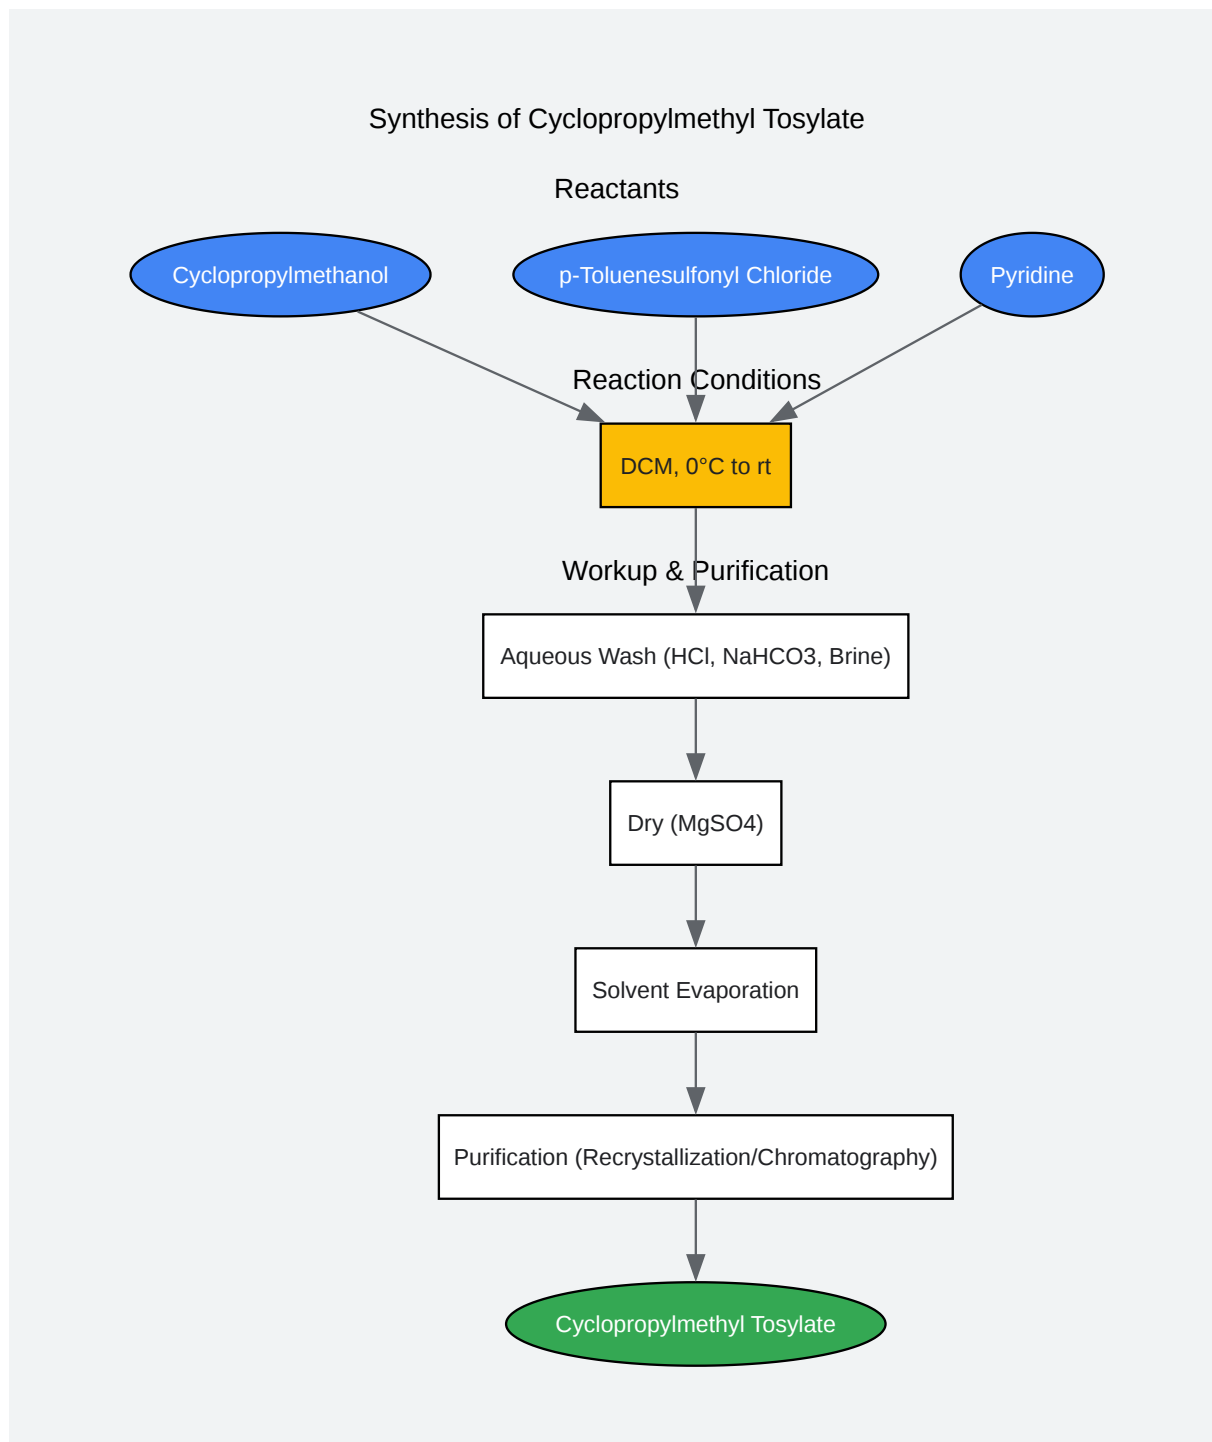 Synthesis of Cyclopropylmethyl Tosylate
Reactants
Cyclopropylmethanol
p-Toluenesulfonyl Chloride
Pyridine
Reaction Conditions
DCM, 0°C to rt
Workup & Purification
Aqueous Wash (HCl, NaHCO3, Brine)
Dry (MgSO4)
Solvent Evaporation
Purification (Recrystallization/Chromatography)
Cyclopropylmethyl Tosylate